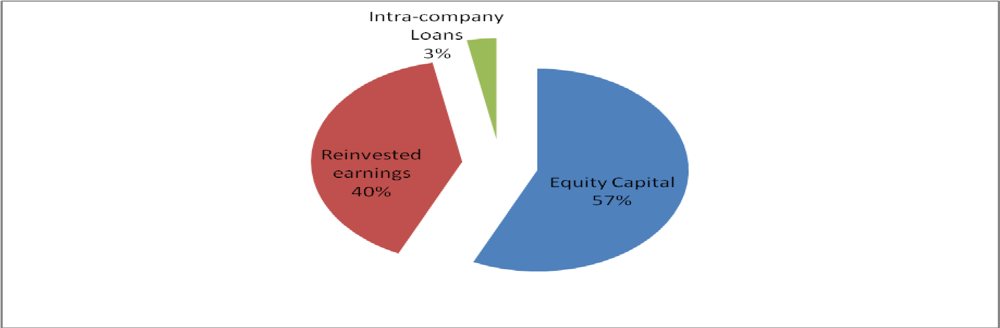 Intra-company
Loans
3%
Reinvested
earnings
40%
Equity Capital
57%